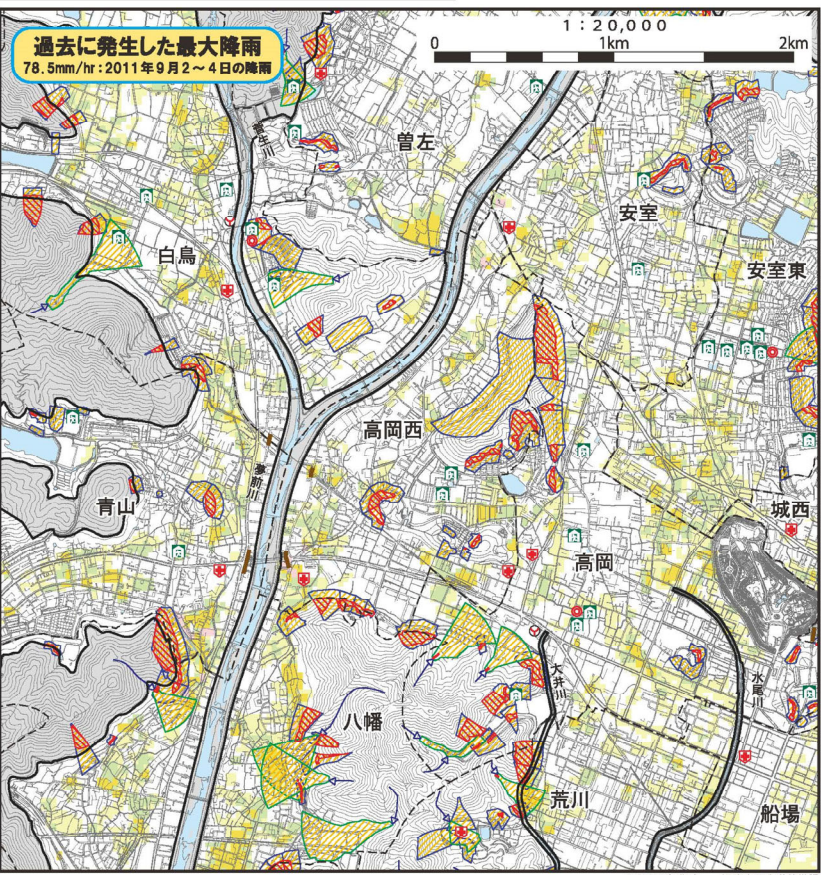 過去に発生した最大降雨
78.5mm/hr:2011年9月2～4日の降雨
1:20,000
0 1km 2km
菅生川
曽左
安室
白鳥
安室東
高岡西
夢前川
青山
城西
高岡
大井川
水尾川
八幡
荒川
船場